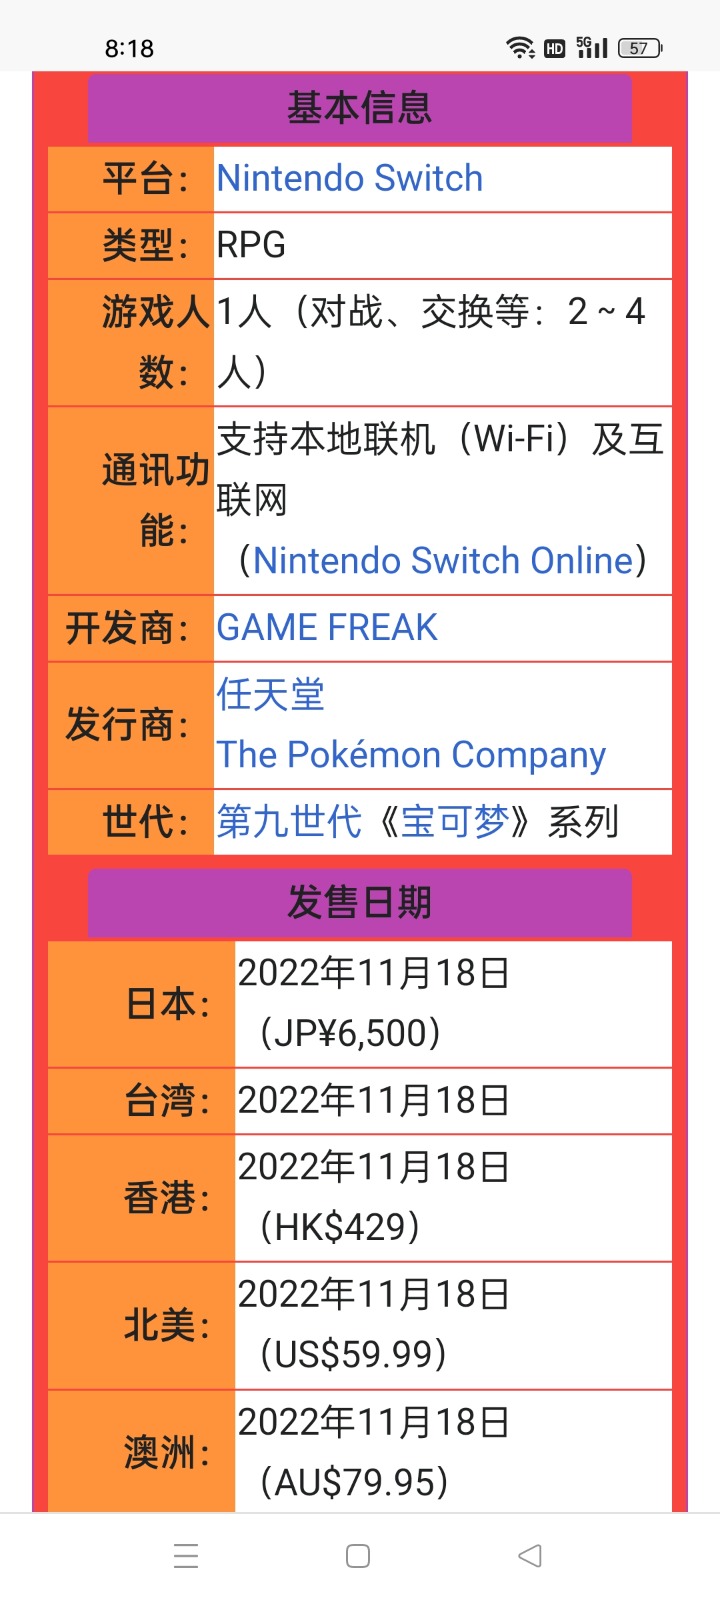 8:18
HD
5G
57
基本信息
平台：
Nintendo Switch
类型：
RPG
游戏人
数：
1人（对战、交换等：2 ~ 4
人）
通讯功
能：
支持本地联机（Wi-Fi）及互
联网
（Nintendo Switch Online）
开发商：
GAME FREAK
发行商：
任天堂
The Pokémon Company
世代：
第九世代《宝可梦》系列
发售日期
日本：
2022年11月18日
（JP¥6,500）
台湾：
2022年11月18日
香港：
2022年11月18日
（HK$429）
北美：
2022年11月18日
（US$59.99）
澳洲：
2022年11月18日
（AU$79.95）